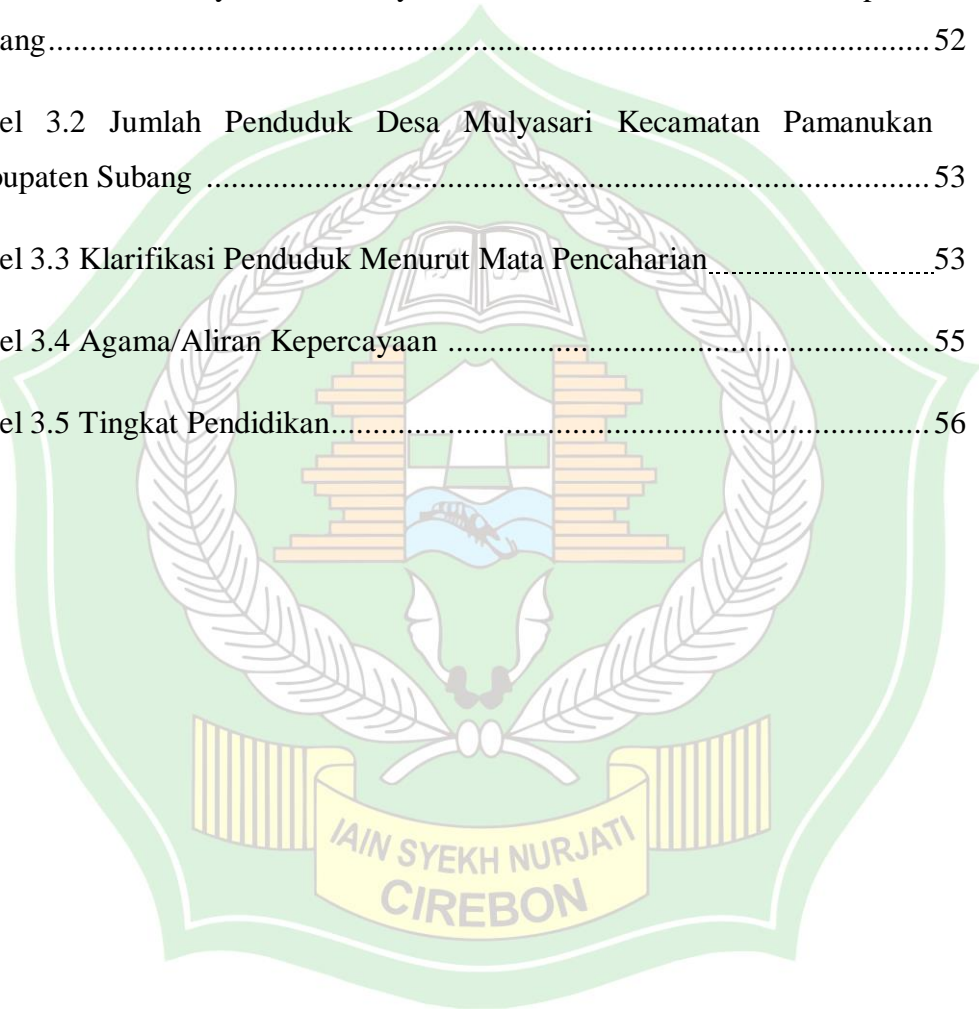 ang........................................................................................................ 52
el 3.2 Jumlah Penduduk Desa Mulyasari Kecamatan Pamanukan
bupaten Subang ..................................................................................... 53
el 3.3 Klarifikasi Penduduk Menurut Mata Pencaharian..........................53
el 3.4 Agama/Aliran Kepercayaan ......................................................... 55
el 3.5 Tingkat Pendidikan....................................................................... 56
IAIN SYEKH NURJATI
CIREBON